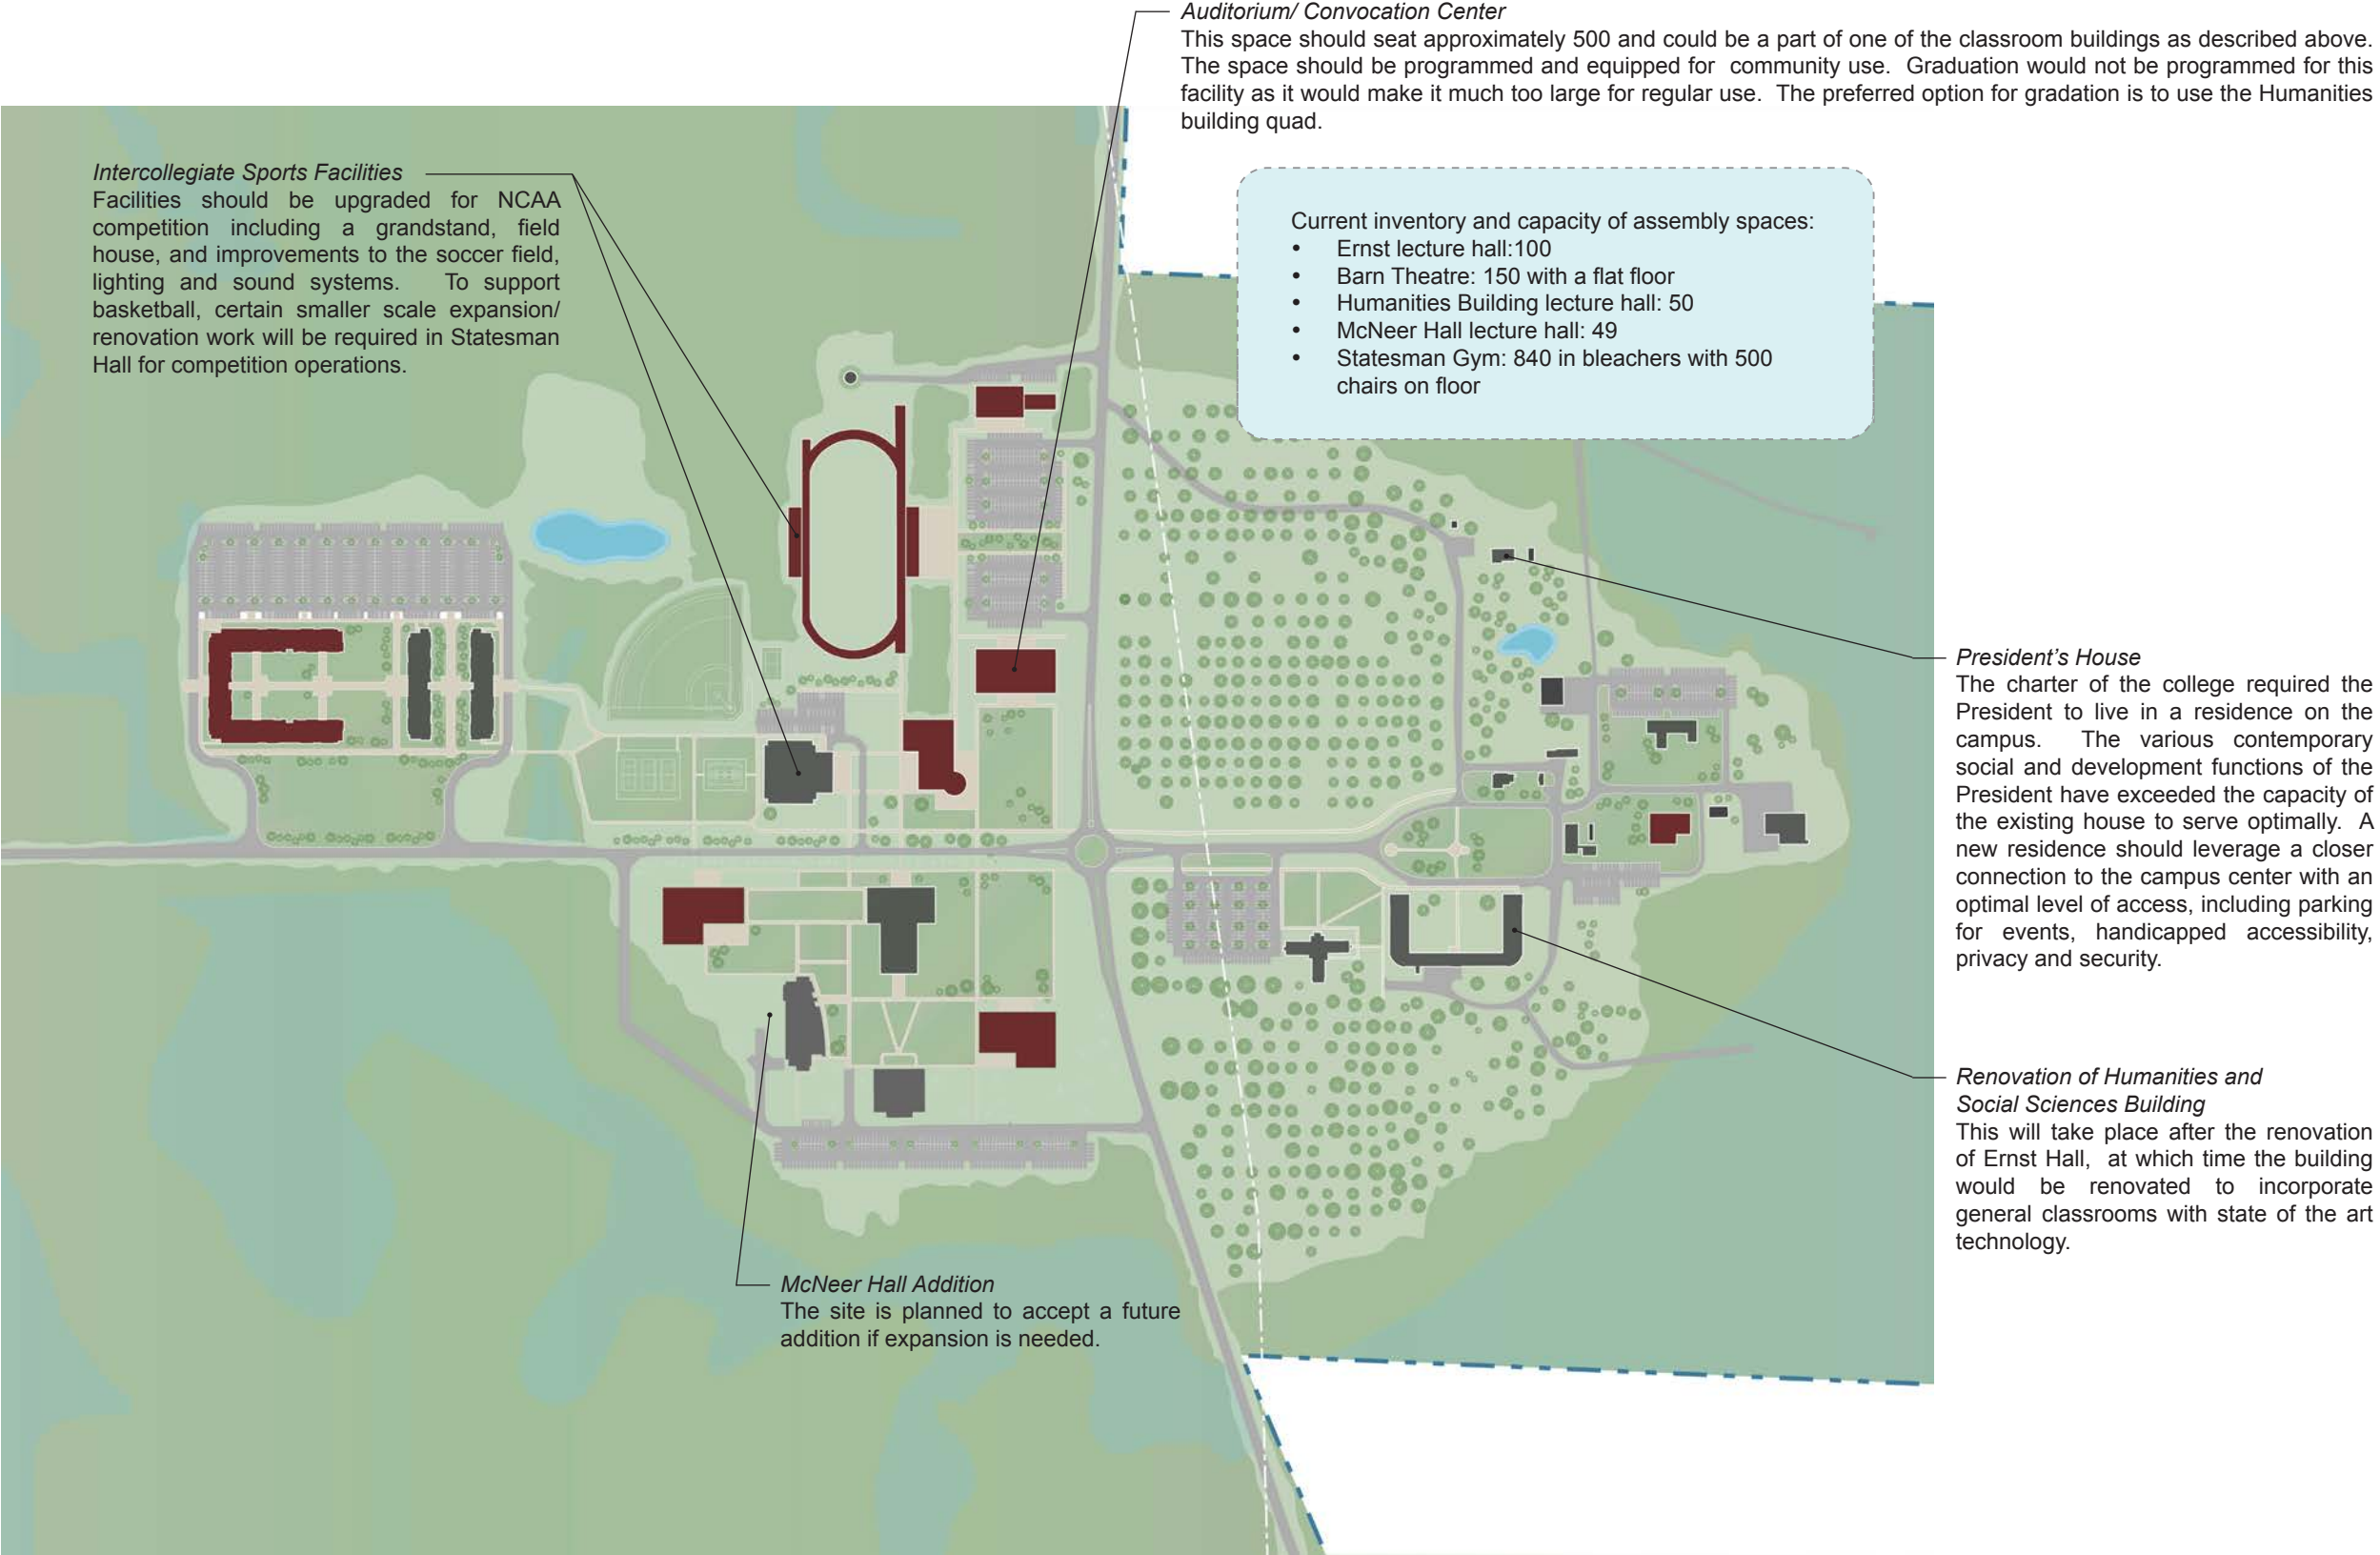 Auditorium/ Convocation Center
This space should seat approximately 500 and could be a part of one of the classroom buildings as described above.
The space should be programmed and equipped for community use. Graduation would not be programmed for this
facility as it would make it much too large for regular use. The preferred option for gradation is to use the Humanities
building quad.
Intercollegiate Sports Facilities
Facilities should be upgraded for NCAA
competition including a grandstand, field
house, and improvements to the soccer field,
lighting and sound systems. To support
basketball, certain smaller scale expansion/
renovation work will be required in Statesman
Hall for competition operations.
Current inventory and capacity of assembly spaces:
• Ernst lecture hall:100
• Barn Theatre: 150 with a flat floor
• Humanities Building lecture hall: 50
• McNeer Hall lecture hall: 49
• Statesman Gym: 840 in bleachers with 500
chairs on floor
President's House
The charter of the college required the
President to live in a residence on the
campus. The various contemporary
social and development functions of the
President have exceeded the capacity of
the existing house to serve optimally. A
new residence should leverage a closer
connection to the campus center with an
optimal level of access, including parking
for events, handicapped accessibility,
privacy and security.
Renovation of Humanities and
Social Sciences Building
This will take place after the renovation
of Ernst Hall, at which time the building
would be renovated to incorporate
general classrooms with state of the art
technology.
McNeer Hall Addition
The site is planned to accept a future
addition if expansion is needed.